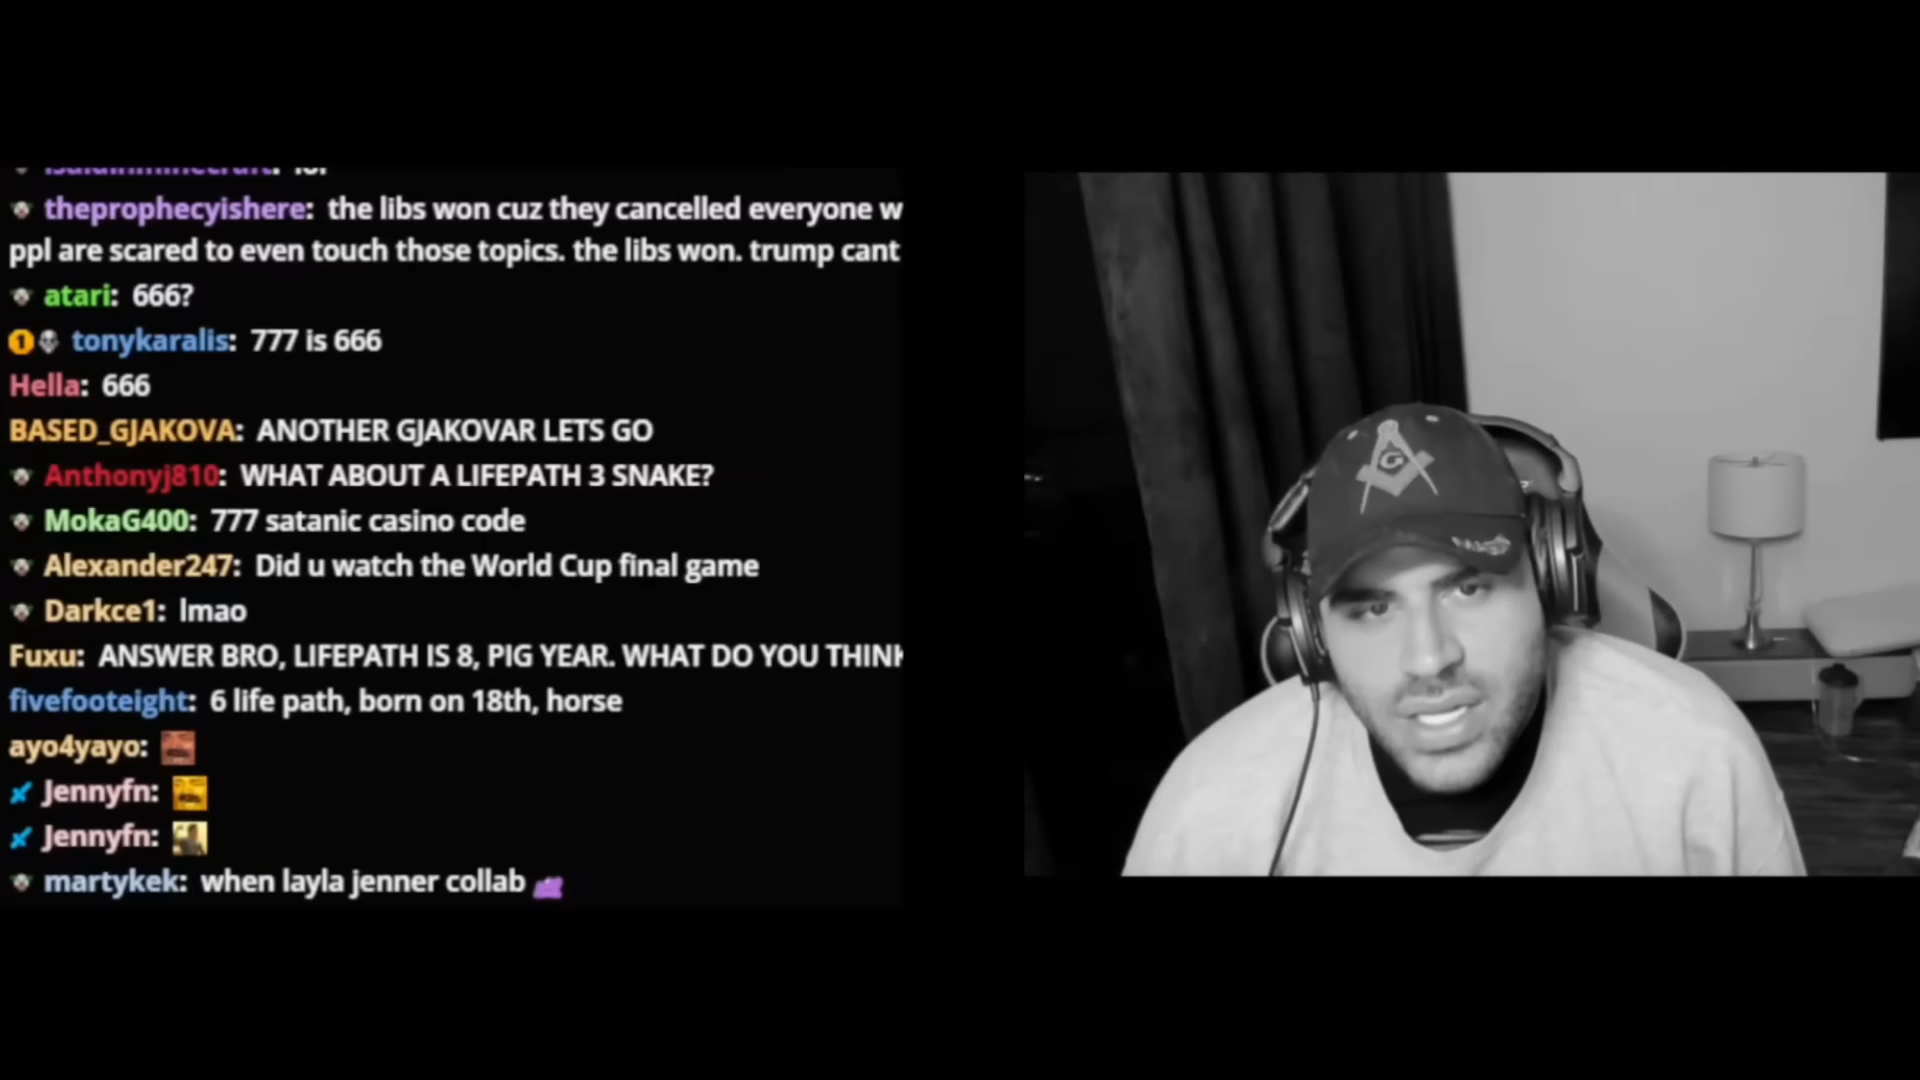 theprophecyishere: the libs won cuz they cancelled everyone
ppl are scared to even touch those topics. the libs won. trump cant
atari: 666?
1 tonykaralis: 777 is 666
Hella: 666
BASED_GJAKOVA: ANOTHER GJAKOVAR LETS GO
Anthonyj810: WHAT ABOUT A LIFEPATH 3 SNAKE?
MokaG400: 777 satanic casino code
Alexander247: Did u watch the World Cup final game
Darkce1: lmao
Fuxu: ANSWER BRO, LIFEPATH IS 8, PIG YEAR. WHAT DO YOU THINK
fivefooteight: 6 life path, born on 18th, horse
ayo4yayo:
Jennyfn:
Jennyfn:
martykek: when layla jenner collab
G